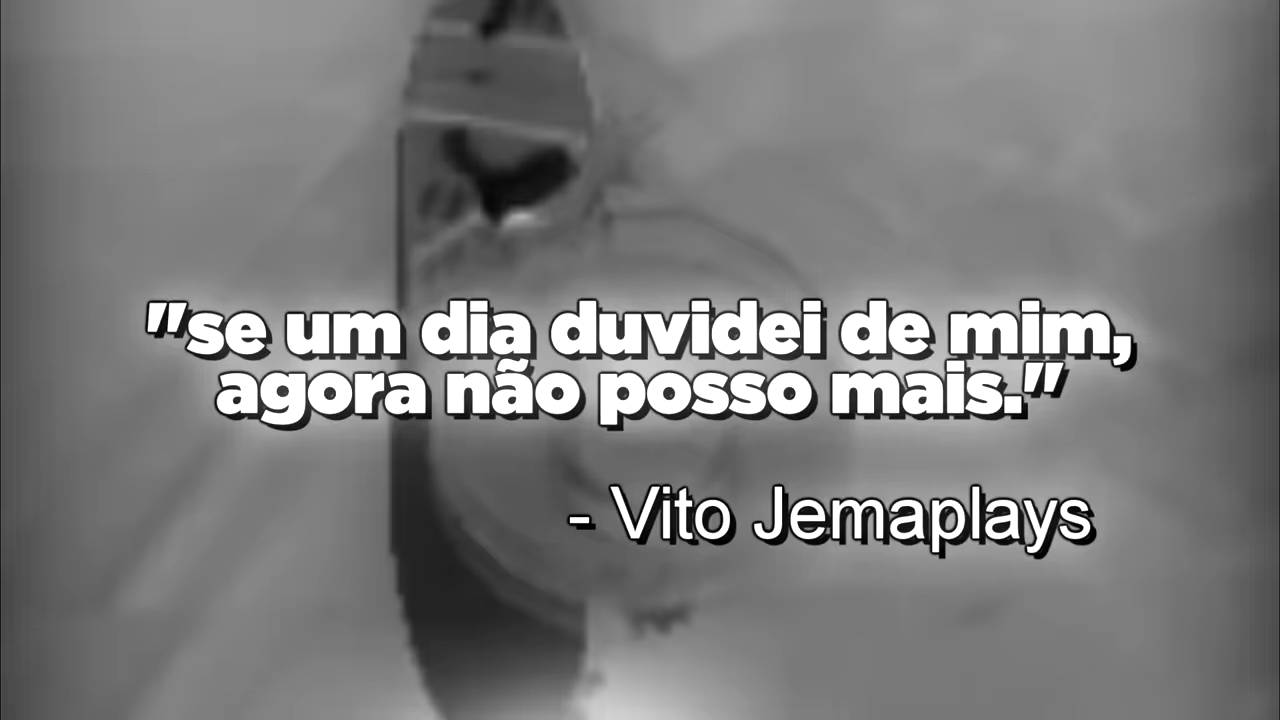 "se um dia duvidei de mim,
agora não posso mais."
- Vito Jemaplays